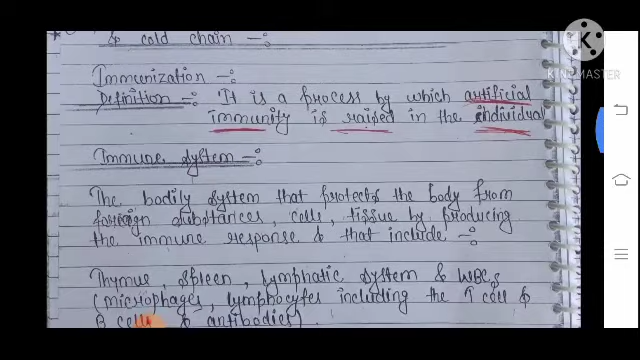 & cold chain -:
Immunization -:
Definition -: It is a process by which artificial
immunity is raised in the individual
Immune system -:
The bodily system that protects the body from
foreign substances, cells, tissue by producing
the immune response & that include -:
Thymus, spleen, lymphatic system & WBCs
(microphages, lymphocytes including the T cell &
B cells & antibodies).
KINEMASTER